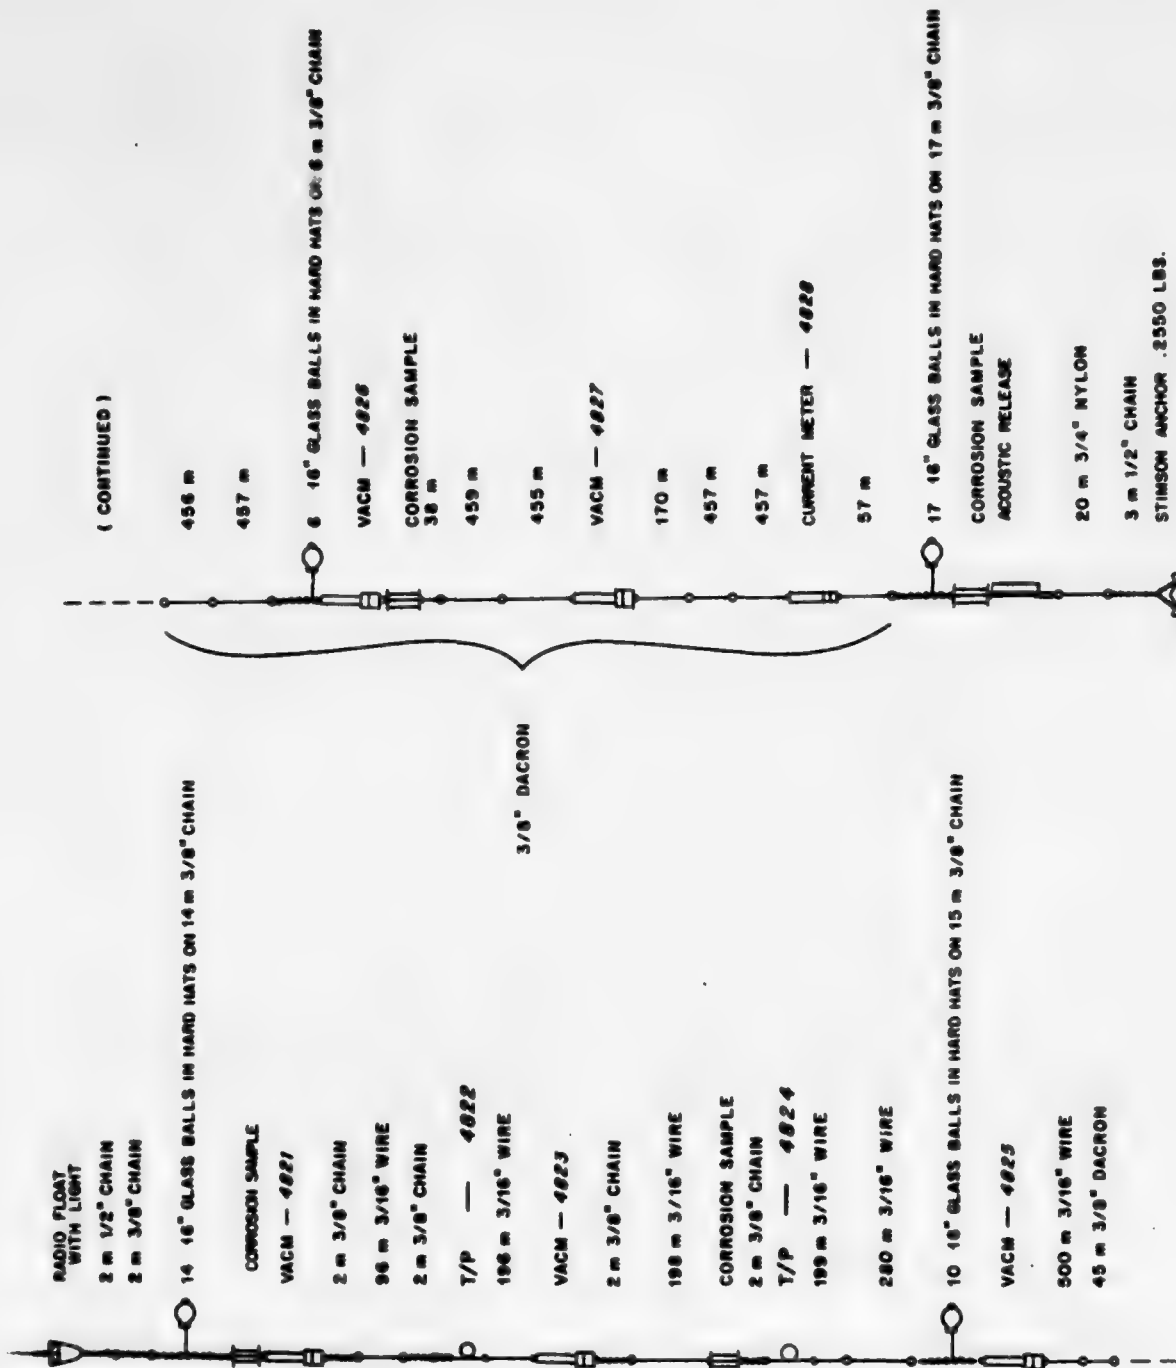 RADIO FLOAT
WITH LIGHT
2 m 1/2" CHAIN
2 m 3/8" CHAIN
14 16" GLASS BALLS IN HARD HATS ON 14 m 3/8" CHAIN
CORROSION SAMPLE
VACM — 4821
2 m 3/8" CHAIN
96 m 3/16" WIRE
2 m 3/8" CHAIN
T/P — 4822
196 m 3/16" WIRE
VACM — 4823
2 m 3/8" CHAIN
198 m 3/16" WIRE
CORROSION SAMPLE
2 m 3/8" CHAIN
T/P — 4824
199 m 3/16" WIRE
280 m 3/16" WIRE
10 16" GLASS BALLS IN HARD HATS ON 15 m 3/8" CHAIN
VACM — 4825
500 m 3/16" WIRE
45 m 3/8" DACRON
3/8" DACRON
( CONTINUED )
456 m
457 m
6 16" GLASS BALLS IN HARD HATS ON 6 m 3/8" CHAIN
VACM — 4826
CORROSION SAMPLE
38 m
459 m
455 m
VACM — 4827
170 m
457 m
457 m
CURRENT METER — 4828
57 m
17 16" GLASS BALLS IN HARD HATS ON 17 m 3/8" CHAIN
CORROSION SAMPLE
ACOUSTIC RELEASE
20 m 3/4" NYLON
3 m 1/2" CHAIN
STIMSON ANCHOR .2550 LBS.